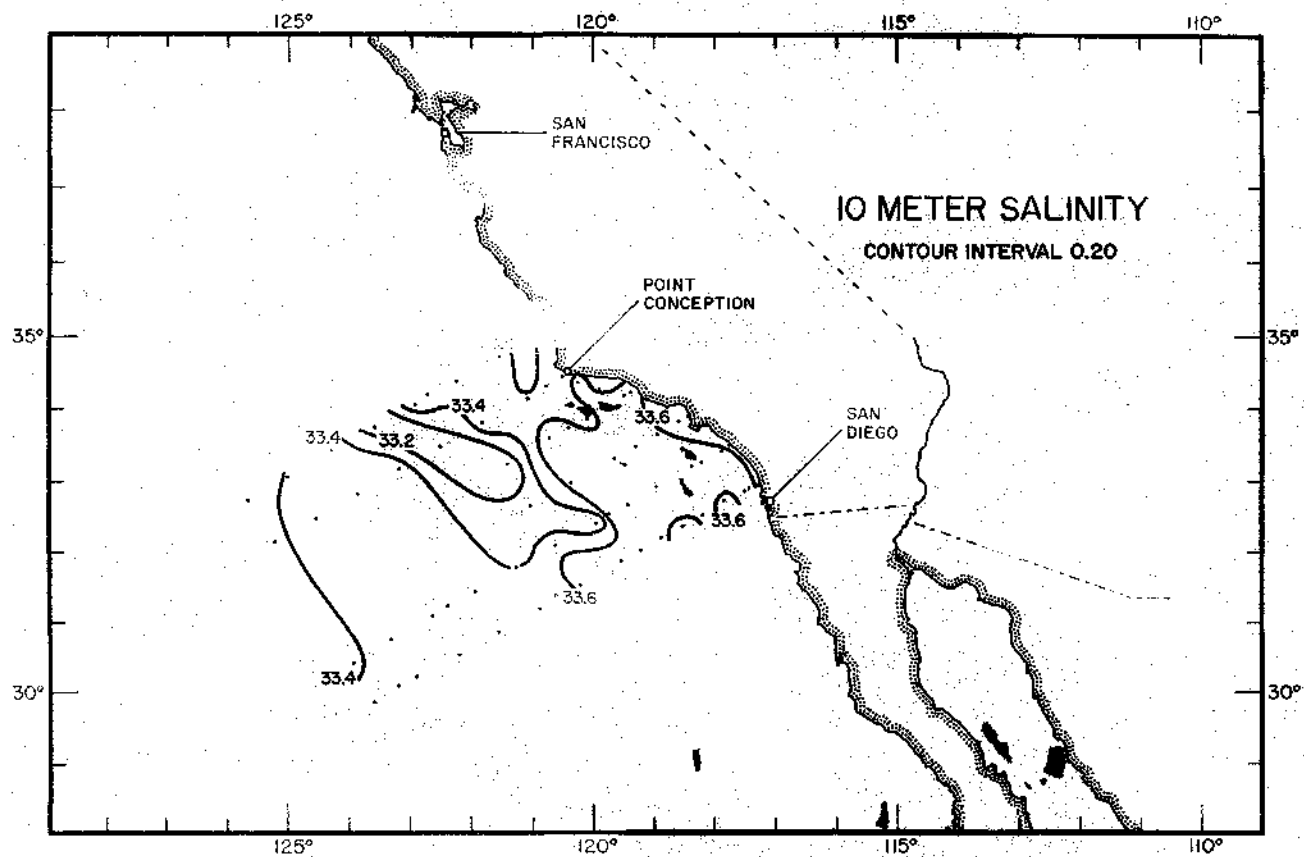 125° 120° 115° 110°
SAN
FRANCISCO
10 METER SALINITY
CONTOUR INTERVAL 0.20
POINT
CONCEPTION
35° 35°
33.4 33.6
SAN
DIEGO
33.4 33.2
33.6
33.6
33.4
30° 30°
125° 120° 115° 110°